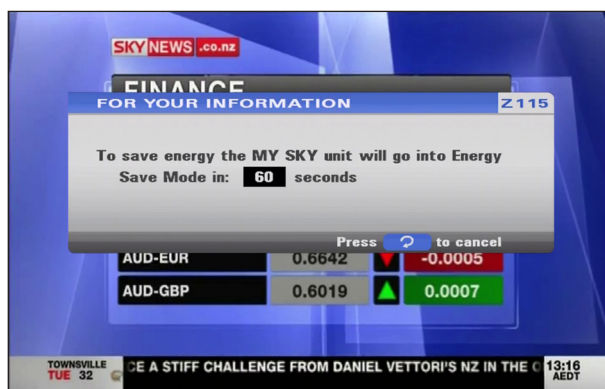 SKY NEWS .co.nz
FINANCE
FOR YOUR INFORMATION Z115
To save energy the MY SKY unit will go into Energy
Save Mode in: 60 seconds
Press to cancel
AUD-EUR 0.6642 -0.0005
AUD-GBP 0.6019 0.0007
TOWNSVILLE
TUE 32
CE A STIFF CHALLENGE FROM DANIEL VETTORI'S NZ IN THE O
13:16
AEDT